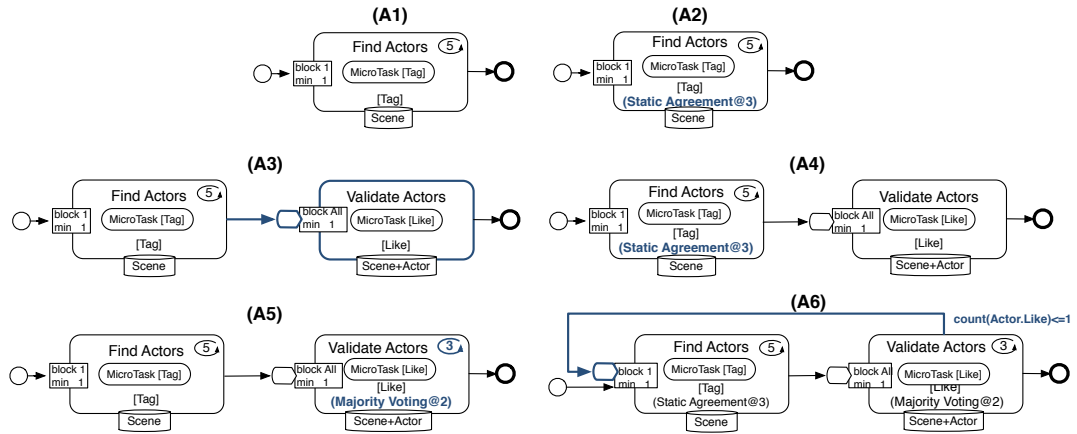 (A1)
Find Actors 5
block 1
min 1
MicroTask [Tag]
[Tag]
Scene
(A2)
Find Actors 5
block 1
min 1
MicroTask [Tag]
[Tag]
(Static Agreement@3)
Scene
(A3)
Find Actors 5
block 1
min 1
MicroTask [Tag]
[Tag]
Scene
Validate Actors
block All
min 1
MicroTask [Like]
[Like]
Scene+Actor
(A4)
Find Actors 5
block 1
min 1
MicroTask [Tag]
[Tag]
(Static Agreement@3)
Scene
Validate Actors
block All
min 1
MicroTask [Like]
[Like]
Scene+Actor
(A5)
Find Actors 5
block 1
min 1
MicroTask [Tag]
[Tag]
Scene
Validate Actors 3
block All
min 1
MicroTask [Like]
[Like]
(Majority Voting@2)
Scene+Actor
(A6)
count(Actor.Like)<=1
Find Actors 5
block 1
min 1
MicroTask [Tag]
[Tag]
(Static Agreement@3)
Scene
Validate Actors 3
block All
min 1
MicroTask [Like]
[Like]
(Majority Voting@2)
Scene+Actor